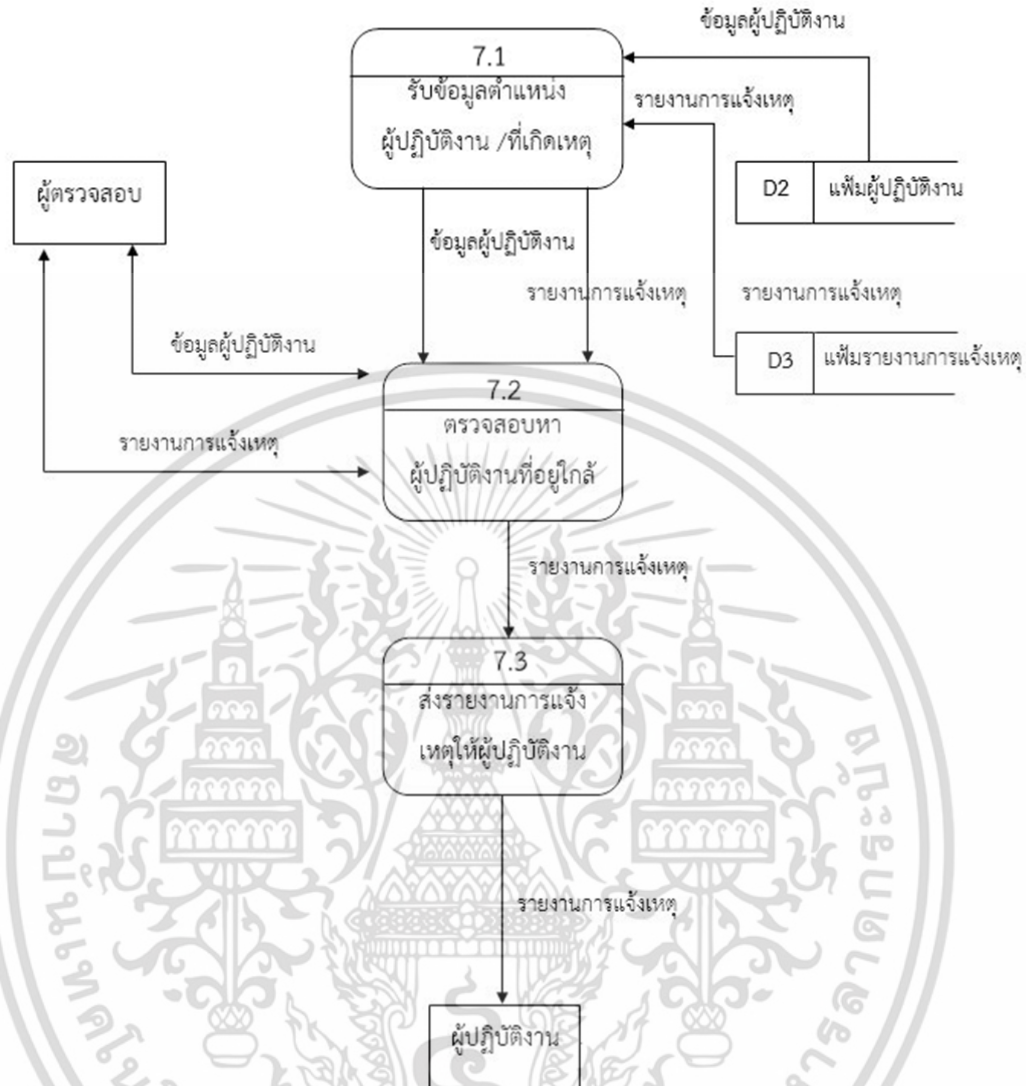 ข้อมูลผู้ปฏิบัติงาน
7.1
รับข้อมูลตำแหน่ง
ผู้ปฏิบัติงาน /ที่เกิดเหตุ
รายงานการแจ้งเหตุ
ผู้ตรวจสอบ
D2 แฟ้มผู้ปฏิบัติงาน
ข้อมูลผู้ปฏิบัติงาน
รายงานการแจ้งเหตุ
รายงานการแจ้งเหตุ
ข้อมูลผู้ปฏิบัติงาน
D3 แฟ้มรายงานการแจ้งเหตุ
7.2
ตรวจสอบหา
ผู้ปฏิบัติงานที่อยู่ใกล้
รายงานการแจ้งเหตุ
รายงานการแจ้งเหตุ
7.3
ส่งรายงานการแจ้ง
เหตุให้ผู้ปฏิบัติงาน
รายงานการแจ้งเหตุ
ผู้ปฏิบัติงาน